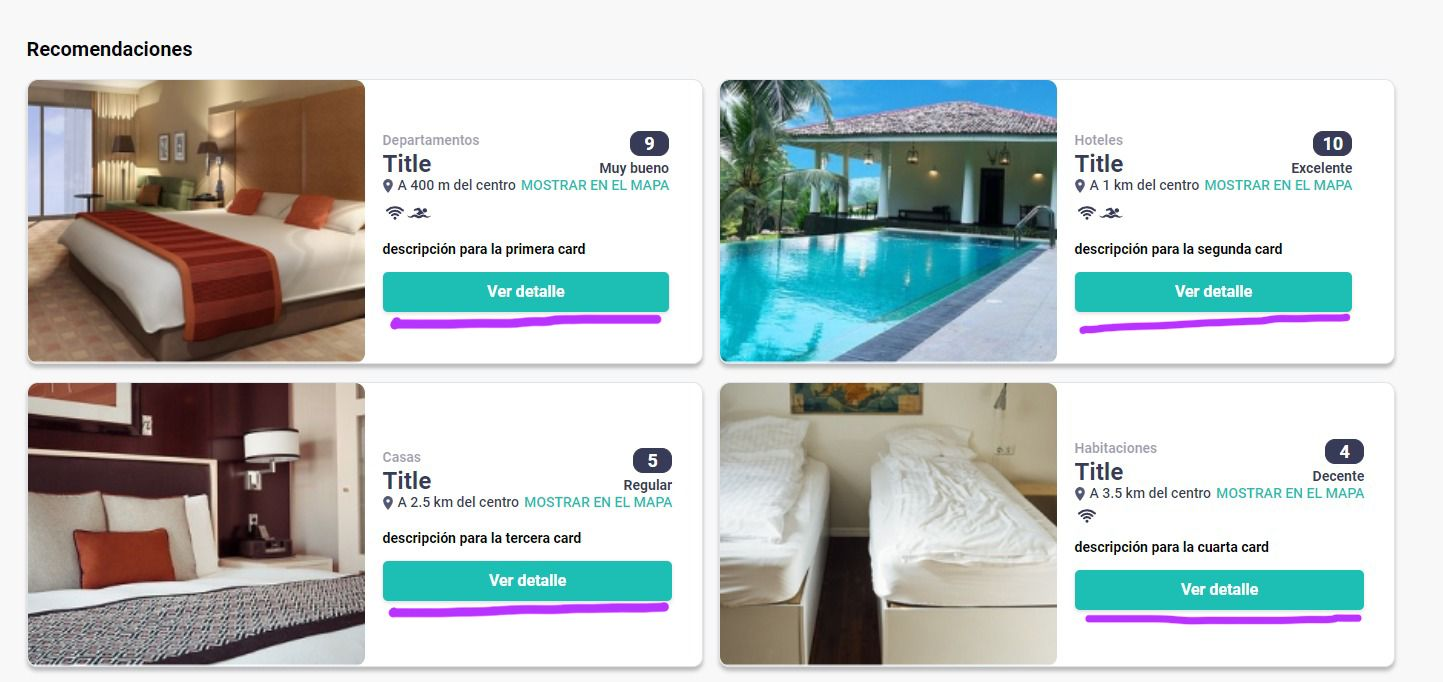 Recomendaciones
Departamentos
9
Title
Muy bueno
A 400 m del centro MOSTRAR EN EL MAPA
descripción para la primera card
Ver detalle
Hoteles
10
Title
Excelente
A 1 km del centro MOSTRAR EN EL MAPA
descripción para la segunda card
Ver detalle
Casas
5
Title
Regular
A 2.5 km del centro MOSTRAR EN EL MAPA
descripción para la tercera card
Ver detalle
Habitaciones
4
Title
Decente
A 3.5 km del centro MOSTRAR EN EL MAPA
descripción para la cuarta card
Ver detalle